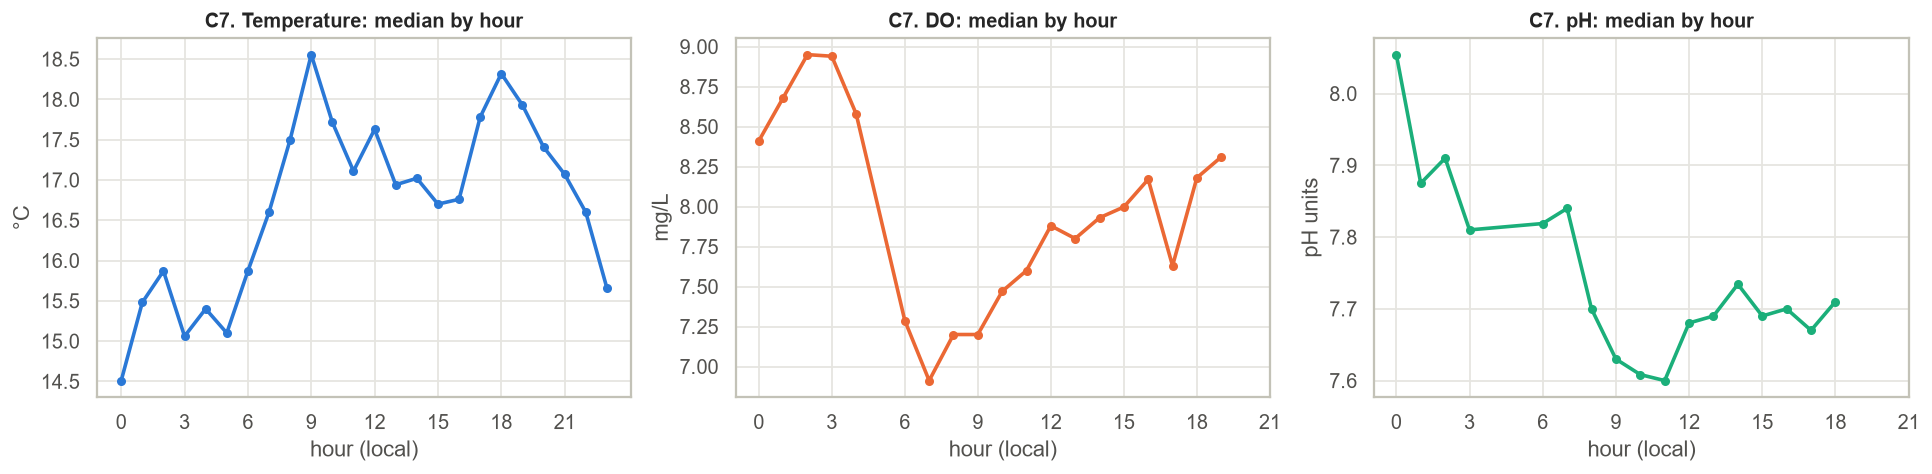 C7. Temperature: median by hour
°C
18.5
18.0
17.5
17.0
16.5
16.0
15.5
15.0
14.5
0 3 6 9 12 15 18 21
hour (local)
C7. DO: median by hour
mg/L
9.00
8.75
8.50
8.25
8.00
7.75
7.50
7.25
7.00
0 3 6 9 12 15 18 21
hour (local)
C7. pH: median by hour
pH units
8.0
7.9
7.8
7.7
7.6
0 3 6 9 12 15 18 21
hour (local)